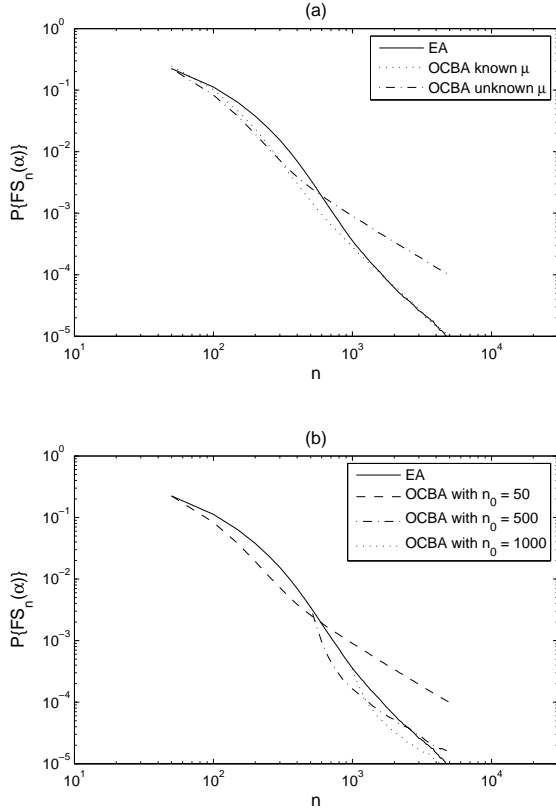 (a)
10^0
10^-1
10^-2
10^-3
10^-4
10^-5
P{FS_n(α)}
10^1
10^2
10^3
10^4
n
EA
OCBA known μ
OCBA unknown μ
(b)
10^0
10^-1
10^-2
10^-3
10^-4
10^-5
P{FS_n(α)}
10^1
10^2
10^3
10^4
n
EA
OCBA with n_0 = 50
OCBA with n_0 = 500
OCBA with n_0 = 1000